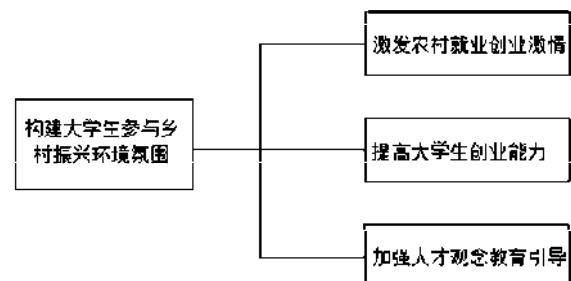 激发农村就业创业激情
构建大学生参与乡
村振兴环境氛围
提高大学生创业能力
加强人才观念教育引导